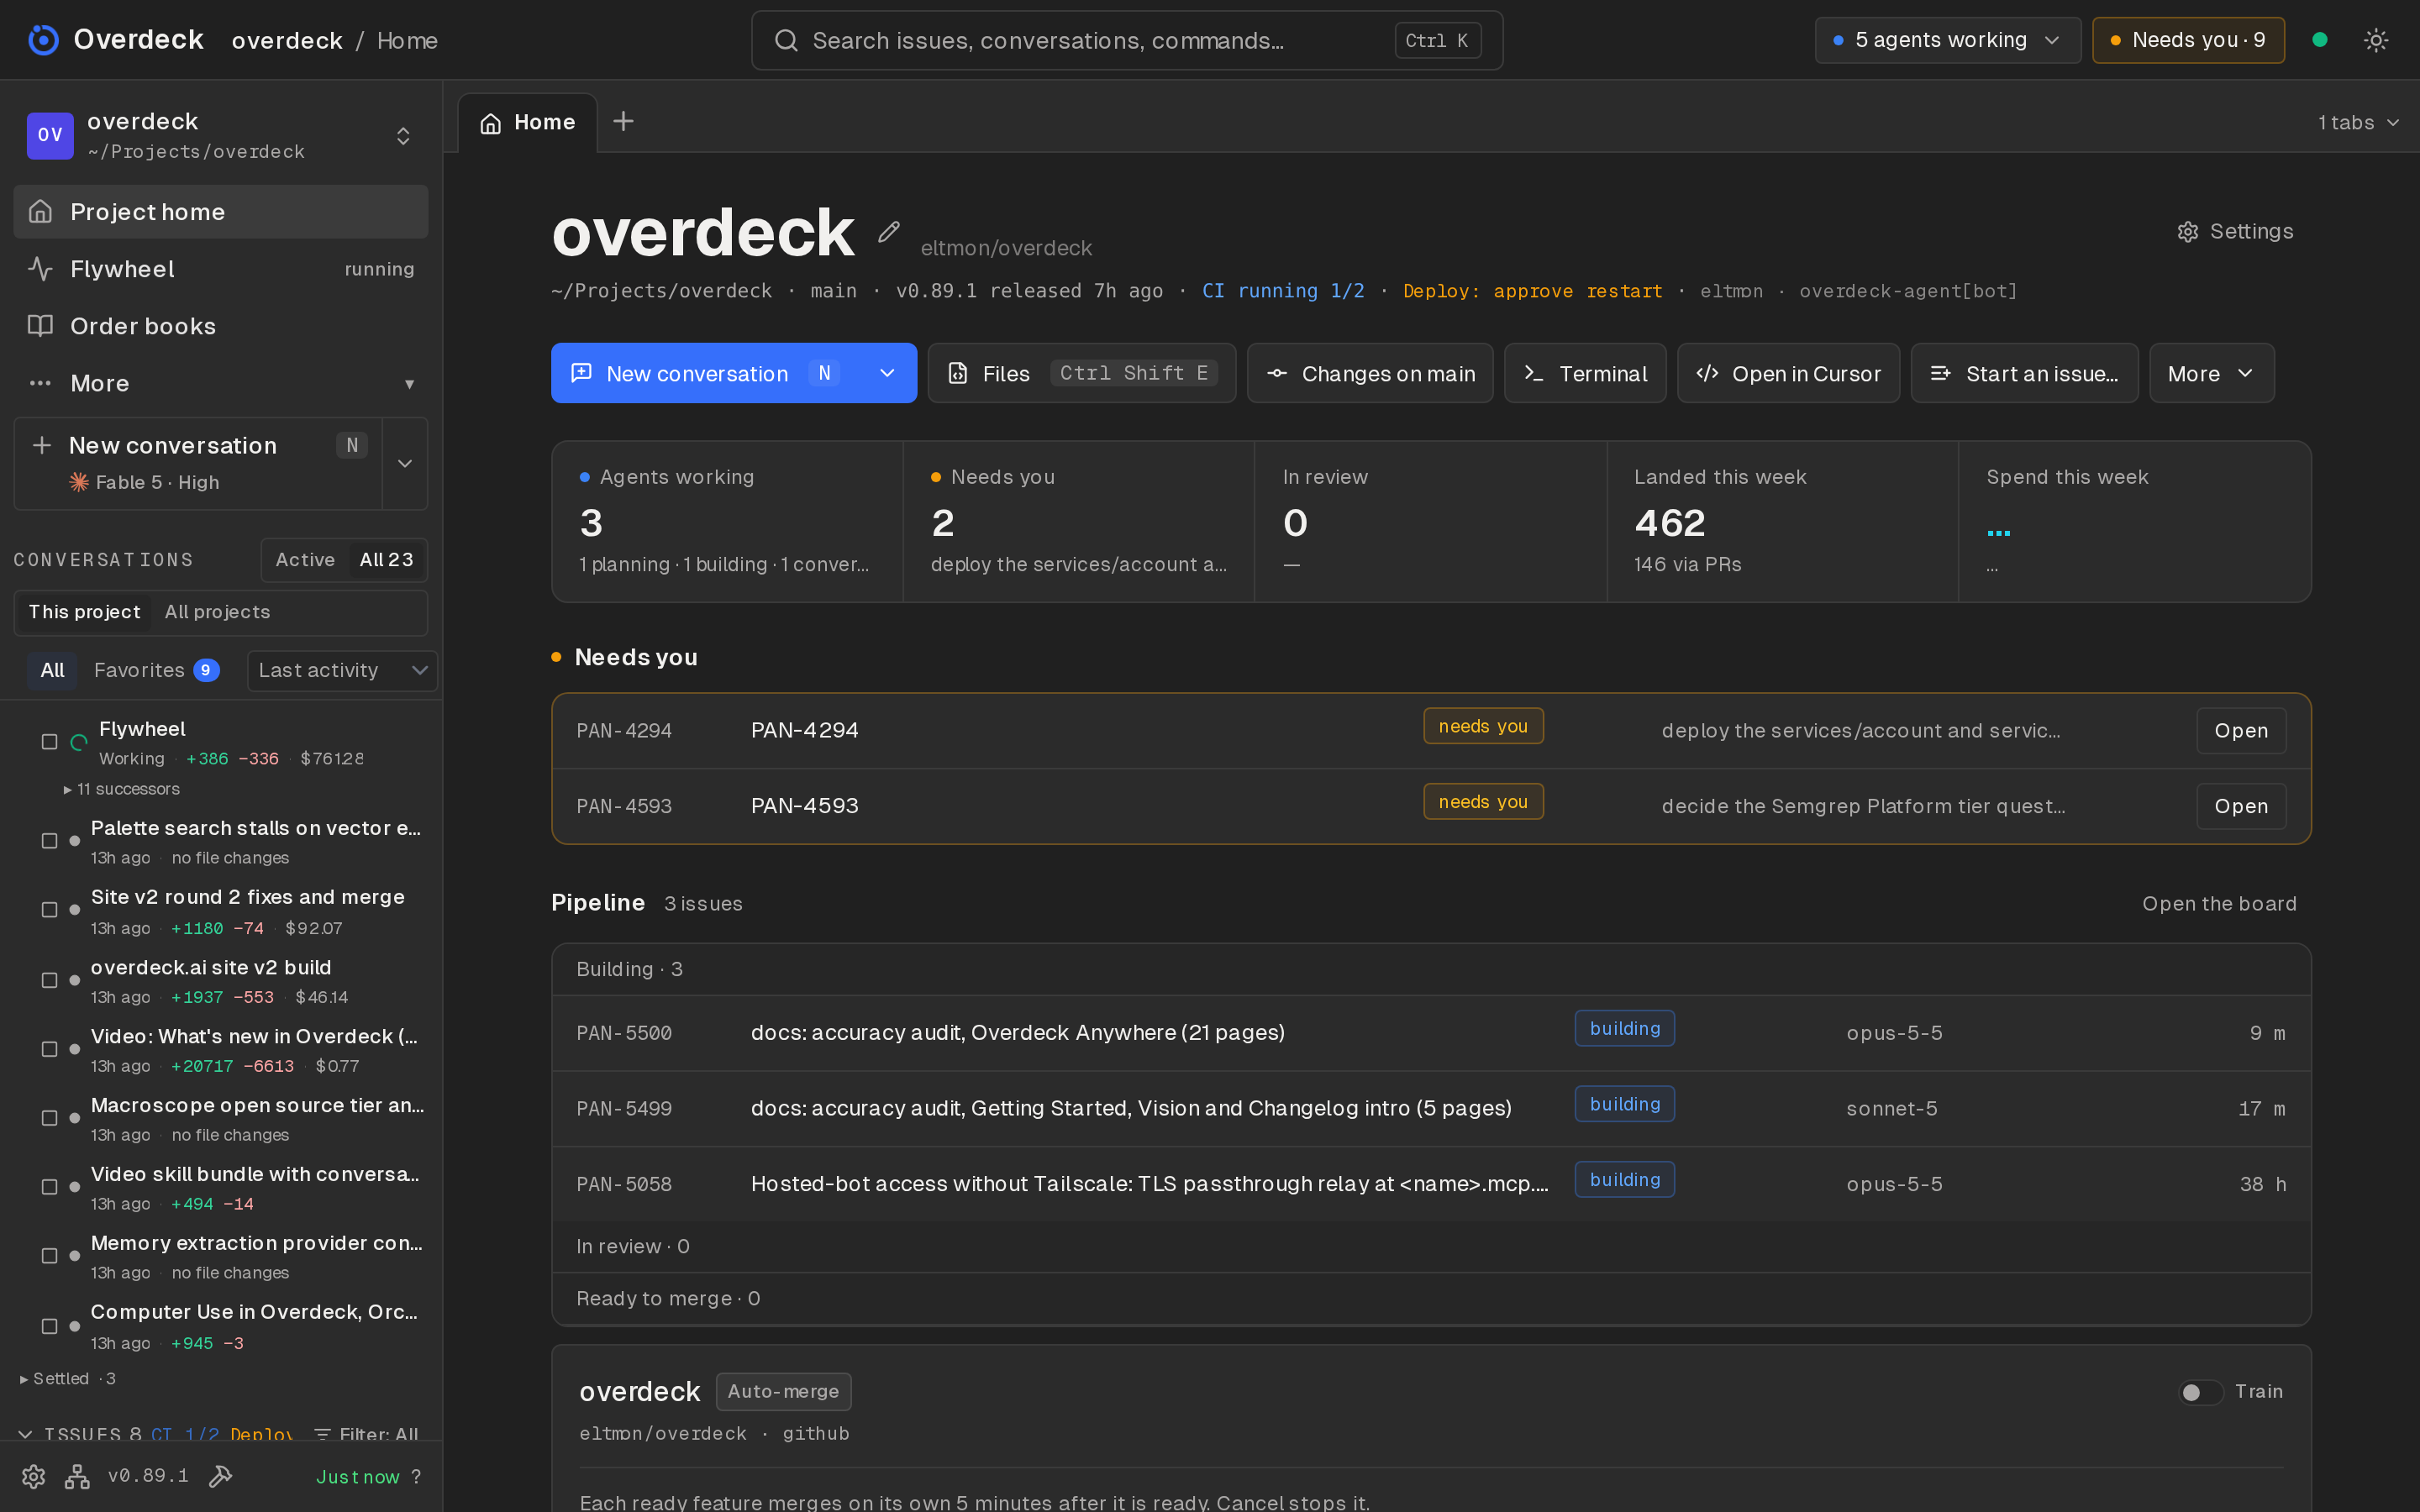 Overdeck overdeck / Home
Search issues, conversations, commands... Ctrl K
5 agents working
Needs you · 9
OV overdeck
~/Projects/overdeck
Project home
Flywheel running
Order books
More
New conversation N
Fable 5 · High
CONVERSATIONS Active All 23
This project All projects
All Favorites 9 Last activity
Flywheel
Working · +386 −336 · $761.28
11 successors
Palette search stalls on vector e...
13h ago · no file changes
Site v2 round 2 fixes and merge
13h ago · +1180 −74 · $92.07
overdeck.ai site v2 build
13h ago · +1937 −553 · $46.14
Video: What's new in Overdeck (...
13h ago · +20717 −6613 · $0.77
Macroscope open source tier an...
13h ago · no file changes
Video skill bundle with conversa...
13h ago · +494 −14
Memory extraction provider con...
13h ago · no file changes
Computer Use in Overdeck, Orc...
13h ago · +945 −3
Settled · 3
ISSUES 8 CI 1/2 Deploy Filter: All
v0.89.1 Just now ?
Home
1 tabs
overdeck eltmon/overdeck
Settings
~/Projects/overdeck · main · v0.89.1 released 7h ago · CI running 1/2 · Deploy: approve restart · eltmon · overdeck-agent[bot]
New conversation N
Files Ctrl Shift E
Changes on main
Terminal
Open in Cursor
Start an issue...
More
Agents working
3
1 planning · 1 building · 1 conver...
Needs you
2
deploy the services/account a...
In review
0
—
Landed this week
462
146 via PRs
Spend this week
...
...
Needs you
PAN-4294 PAN-4294 needs you deploy the services/account and servic... Open
PAN-4593 PAN-4593 needs you decide the Semgrep Platform tier quest... Open
Pipeline 3 issues Open the board
Building · 3
PAN-5500 docs: accuracy audit, Overdeck Anywhere (21 pages) building opus-5-5 9 m
PAN-5499 docs: accuracy audit, Getting Started, Vision and Changelog intro (5 pages) building sonnet-5 17 m
PAN-5058 Hosted-bot access without Tailscale: TLS passthrough relay at <name>.mcp.... building opus-5-5 38 h
In review · 0
Ready to merge · 0
overdeck Auto-merge Train
eltmon/overdeck · github
Each ready feature merges on its own 5 minutes after it is ready. Cancel stops it.